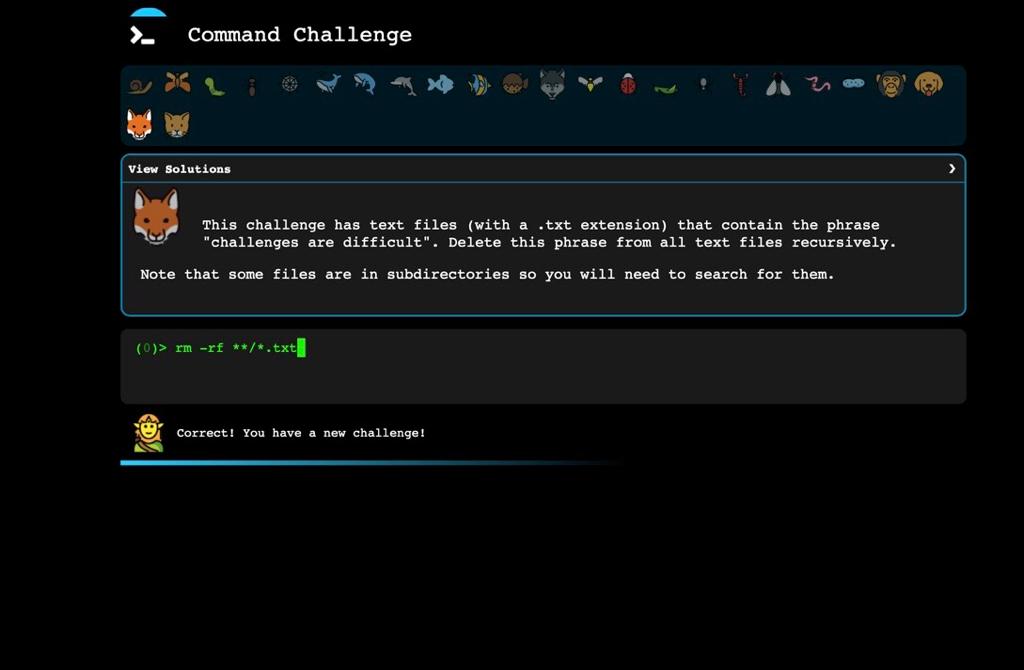 Command Challenge
View Solutions ❯
This challenge has text files (with a .txt extension) that contain the phrase
"challenges are difficult". Delete this phrase from all text files recursively.
Note that some files are in subdirectories so you will need to search for them.
(0)> rm -rf **/*.txt
Correct! You have a new challenge!